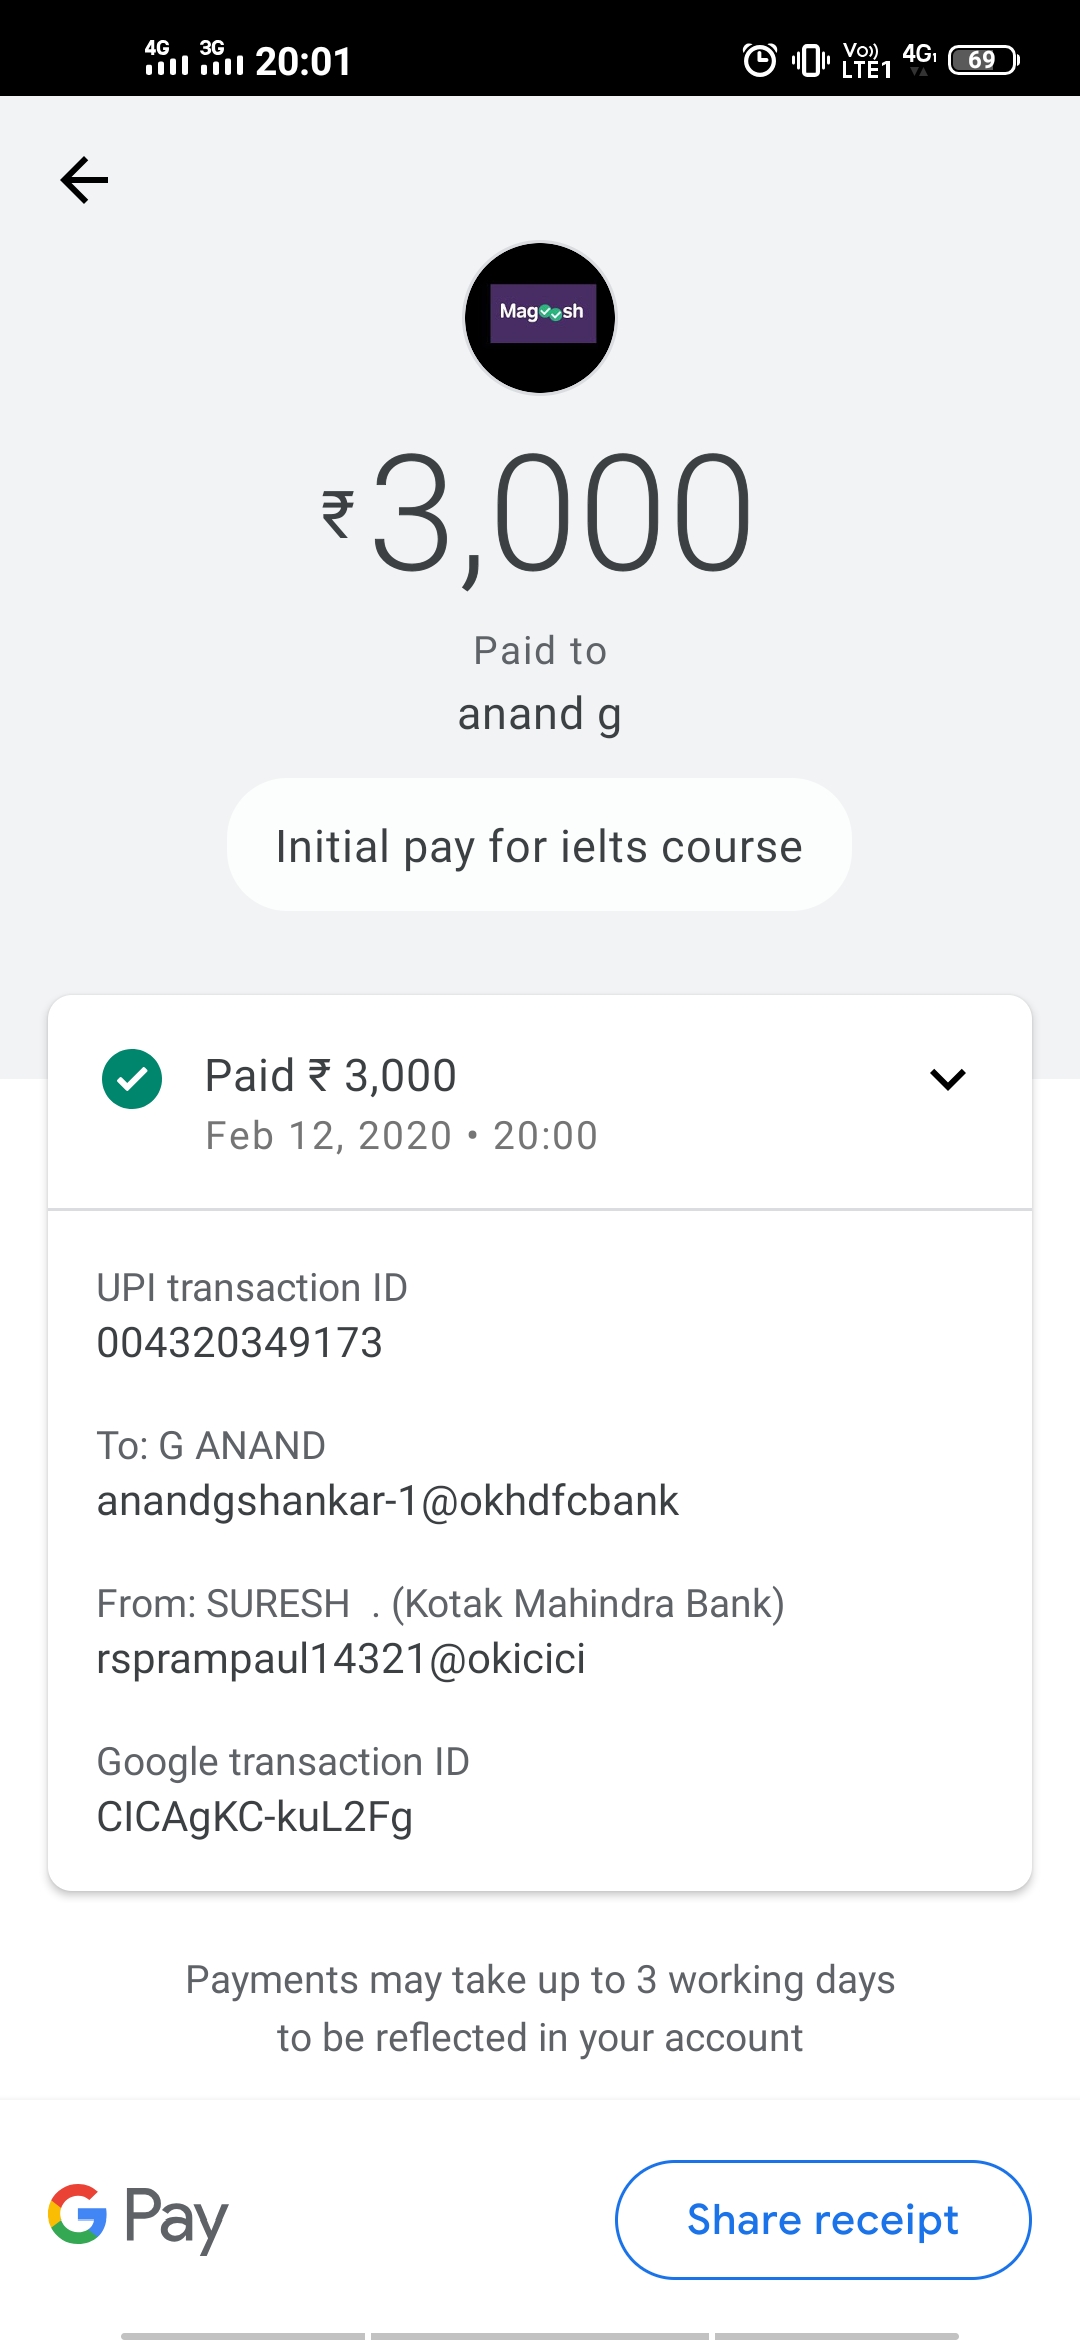 4G 3G 20:01 Vo)) LTE1 4G1 69
Magoosh
₹3,000
Paid to
anand g
Initial pay for ielts course
Paid ₹ 3,000
Feb 12, 2020 • 20:00
UPI transaction ID
004320349173
To: G ANAND
anandgshankar-1@okhdfcbank
From: SURESH  . (Kotak Mahindra Bank)
rsprampaul14321@okicici
Google transaction ID
CICAgKC-kuL2Fg
Payments may take up to 3 working days
to be reflected in your account
G Pay
Share receipt